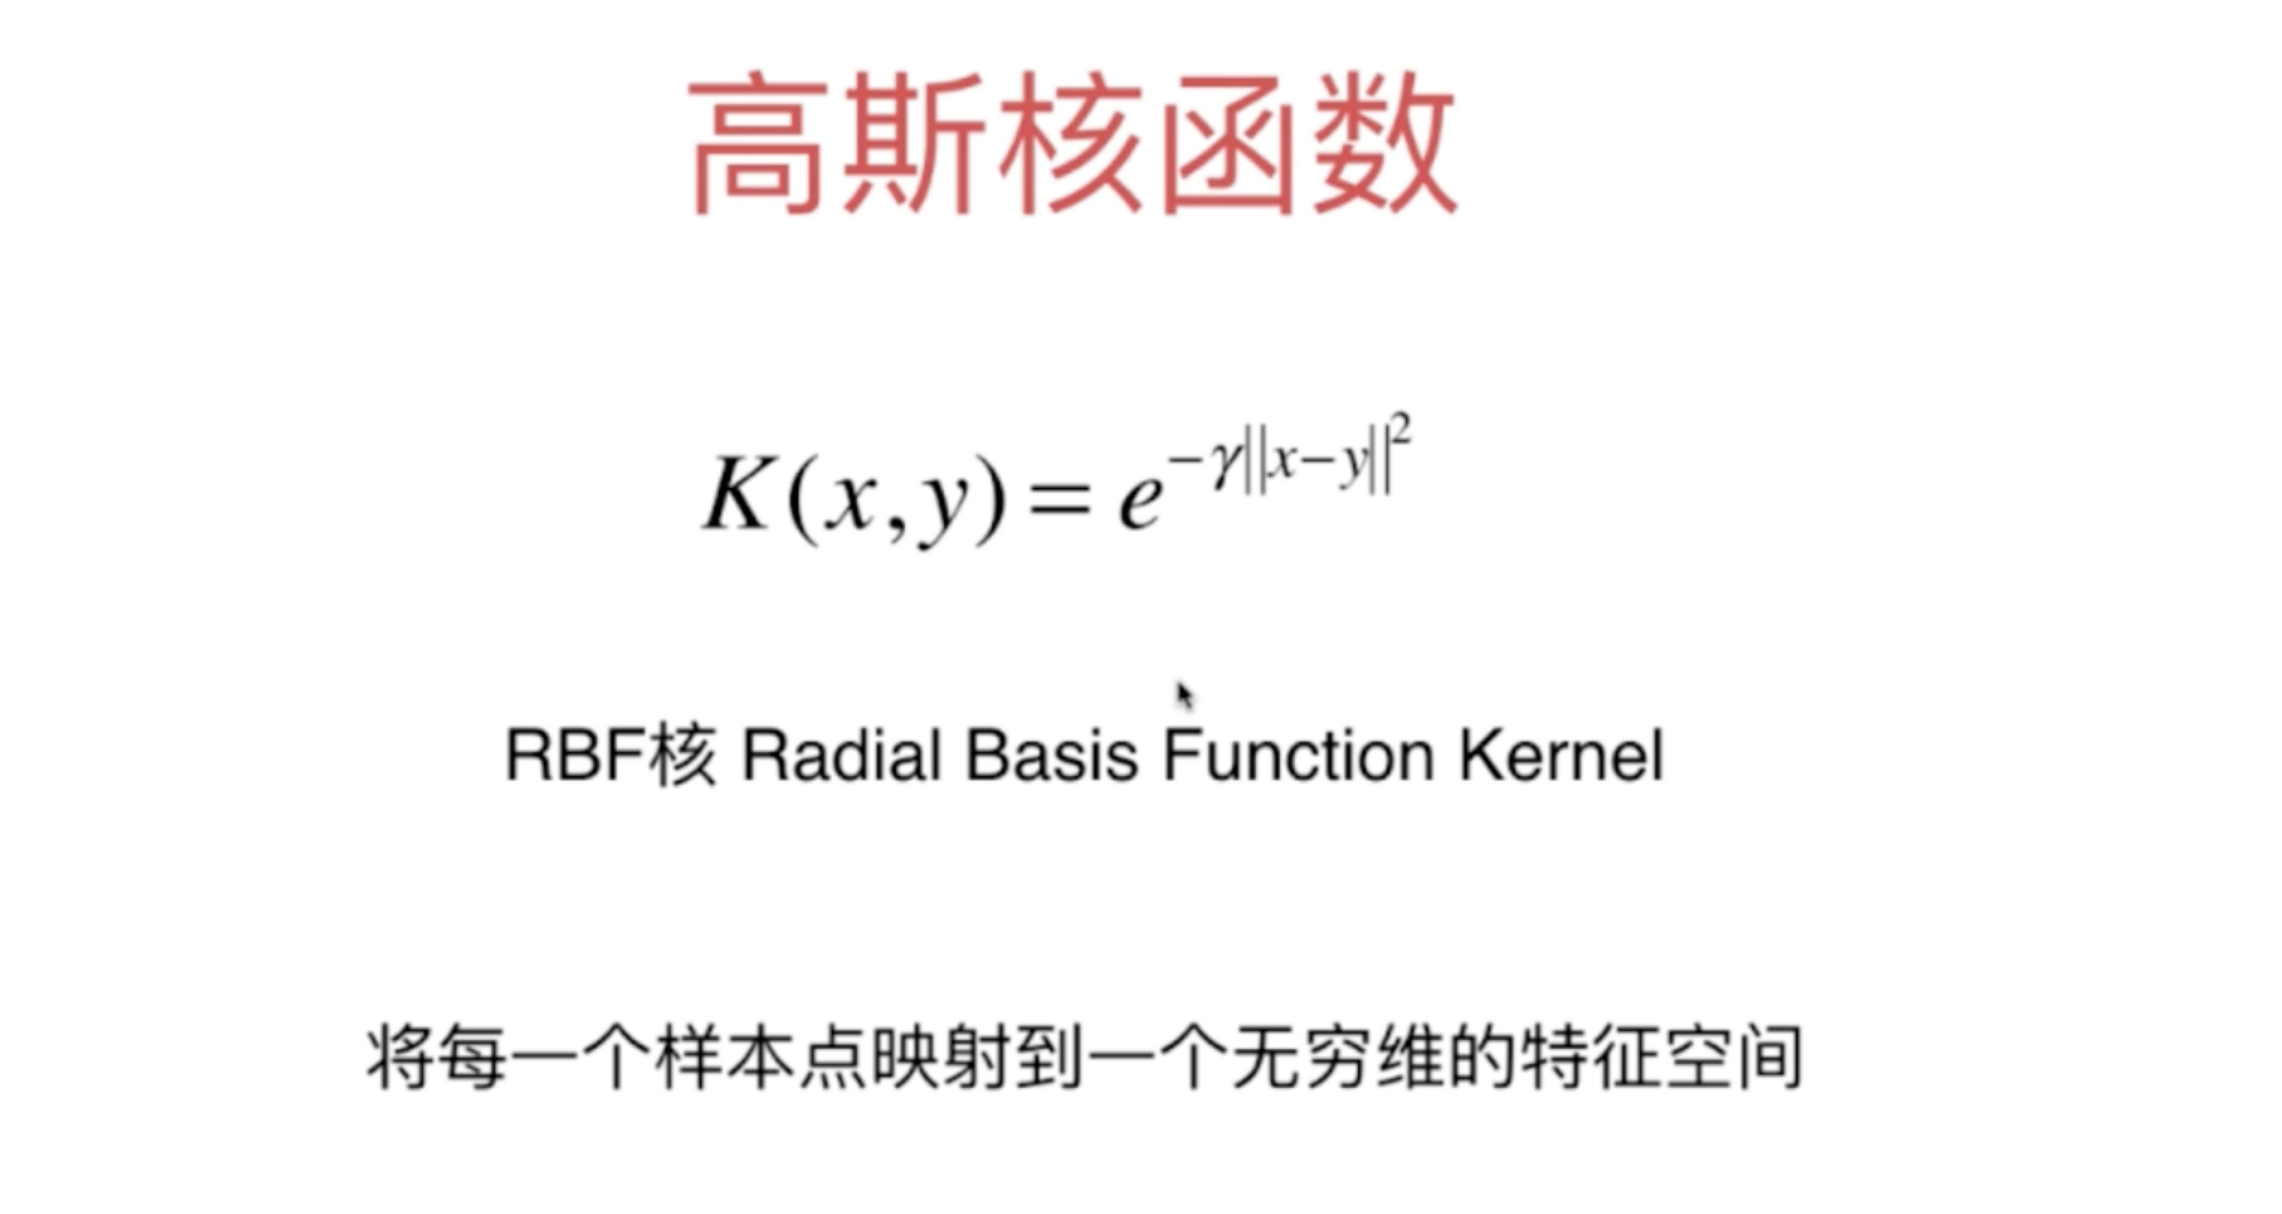 高斯核函数
K(x,y) = e^{-γ||x-y||^2}
RBF核 Radial Basis Function Kernel
将每一个样本点映射到一个无穷维的特征空间